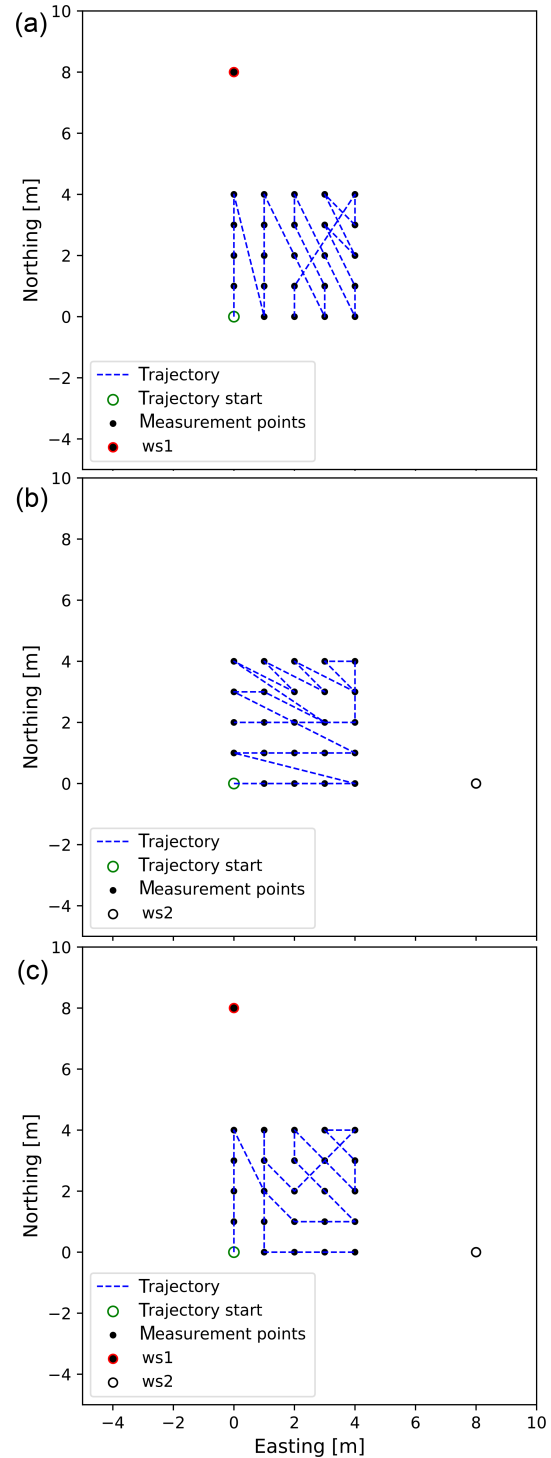 (a)
10
8
6
4
2
0
−2
−4
Northing [m]
Trajectory
Trajectory start
Measurement points
ws1
(b)
10
8
6
4
2
0
−2
−4
Northing [m]
Trajectory
Trajectory start
Measurement points
ws2
(c)
10
8
6
4
2
0
−2
−4
Northing [m]
Trajectory
Trajectory start
Measurement points
ws1
ws2
−4 −2 0 2 4 6 8 10
Easting [m]